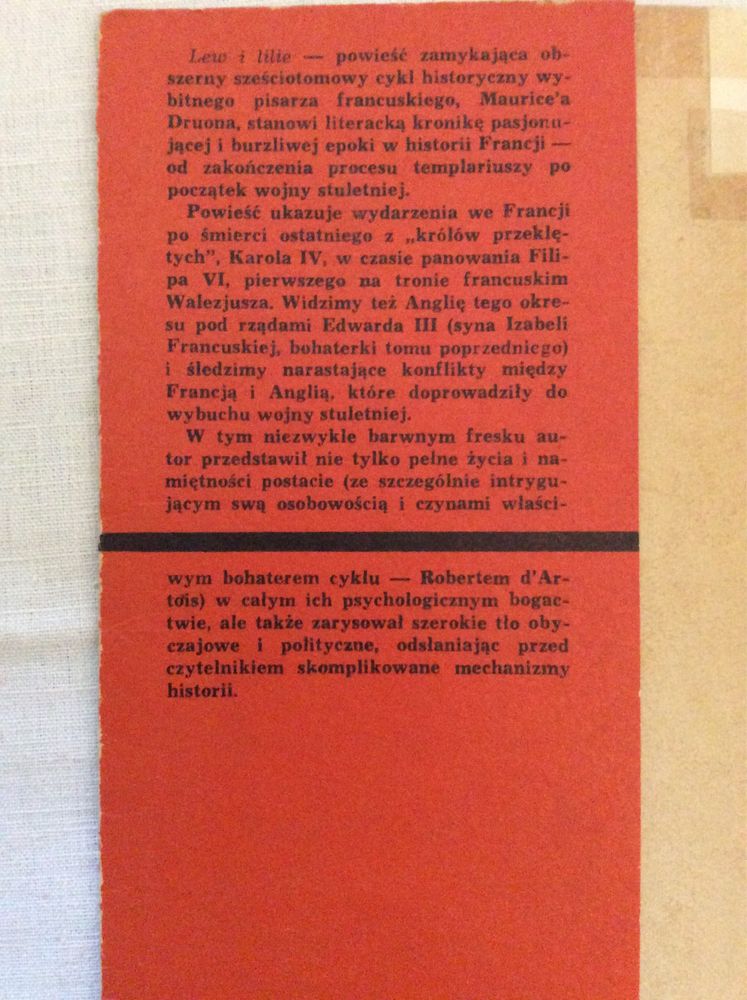 Lew i lilie — powieść zamykająca ob-
szerny sześciotomowy cykl historyczny wy-
bitnego pisarza francuskiego, Maurice'a
Druona, stanowi literacką kronikę pasjonu-
jącej i burzliwej epoki w historii Francji —
od zakończenia procesu templariuszy po
początek wojny stuletniej.
Powieść ukazuje wydarzenia we Francji
po śmierci ostatniego z „królów przeklę-
tych", Karola IV, w czasie panowania Fili-
pa VI, pierwszego na tronie francuskim
Walezjusza. Widzimy też Anglię tego okre-
su pod rządami Edwarda III (syna Izabeli
Francuskiej, bohaterki tomu poprzedniego)
i śledzimy narastające konflikty między
Francją i Anglią, które doprowadziły do
wybuchu wojny stuletniej.
W tym niezwykle barwnym fresku au-
tor przedstawił nie tylko pełne życia i na-
miętności postacie (ze szczególnie intrygu-
jącym swą osobowością i czynami właści-
wym bohaterem cyklu — Robertem d'Ar-
tois) w całym ich psychologicznym bogac-
twie, ale także zarysował szerokie tło oby-
czajowe i polityczne, odsłaniając przed
czytelnikiem skomplikowane mechanizmy
historii.